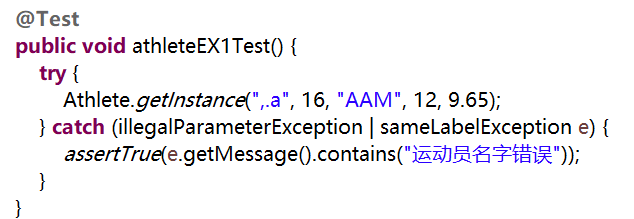 @Test
public void athleteEX1Test() {
try {
Athlete.getInstance(",.a", 16, "AAM", 12, 9.65);
} catch (illegalParameterException | sameLabelException e) {
assertTrue(e.getMessage().contains("运动员名字错误"));
}
}